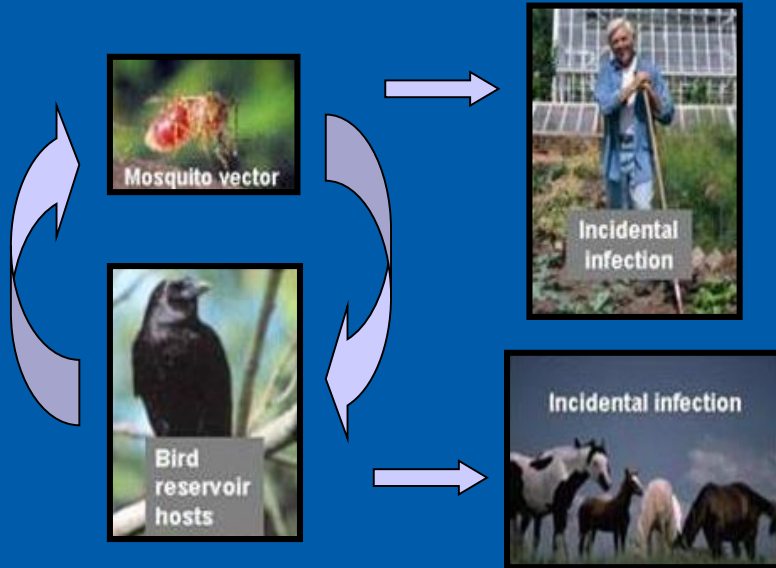 Mosquito vector
Incidental
infection
Bird
reservoir
hosts
Incidental infection